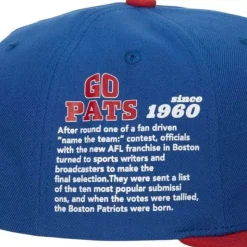 GO
PATS
since
1960
After round one of a fan driven
"name the team:" contest, officials
with the new AFL franchise in Boston
turned to sports writers and
broadcasters to make the
final selection. They were sent a list
of the ten most popular submissi
ons, and when the votes were tallied,
the Boston Patriots were born.